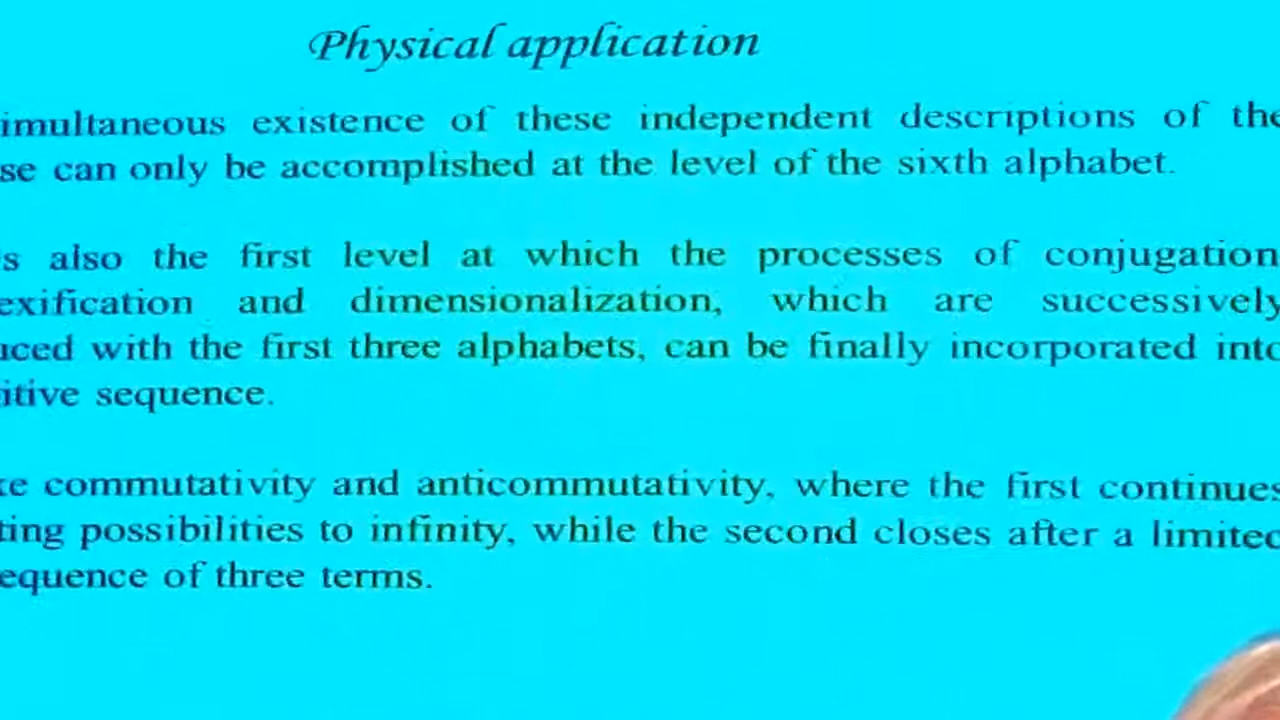 Physical application
imultaneous existence of these independent descriptions of the
se can only be accomplished at the level of the sixth alphabet.
s also the first level at which the processes of conjugation,
exification and dimensionalization, which are successively
uced with the first three alphabets, can be finally incorporated into
itive sequence.
ke commutativity and anticommutativity, where the first continues
ting possibilities to infinity, while the second closes after a limited
equence of three terms.